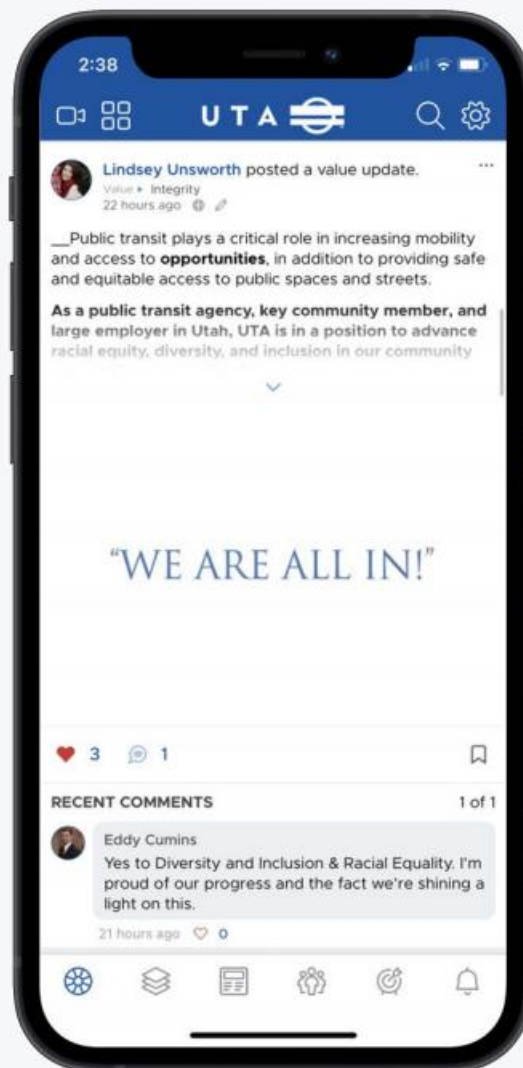 2:38
UTA
Lindsey Unsworth posted a value update.
Value ▸ Integrity
22 hours ago
__Public transit plays a critical role in increasing mobility
and access to opportunities, in addition to providing safe
and equitable access to public spaces and streets.
As a public transit agency, key community member, and
large employer in Utah, UTA is in a position to advance
racial equity, diversity, and inclusion in our community
“WE ARE ALL IN!”
3 1
RECENT COMMENTS 1 of 1
Eddy Cumins
Yes to Diversity and Inclusion & Racial Equality. I'm
proud of our progress and the fact we're shining a
light on this.
21 hours ago 0